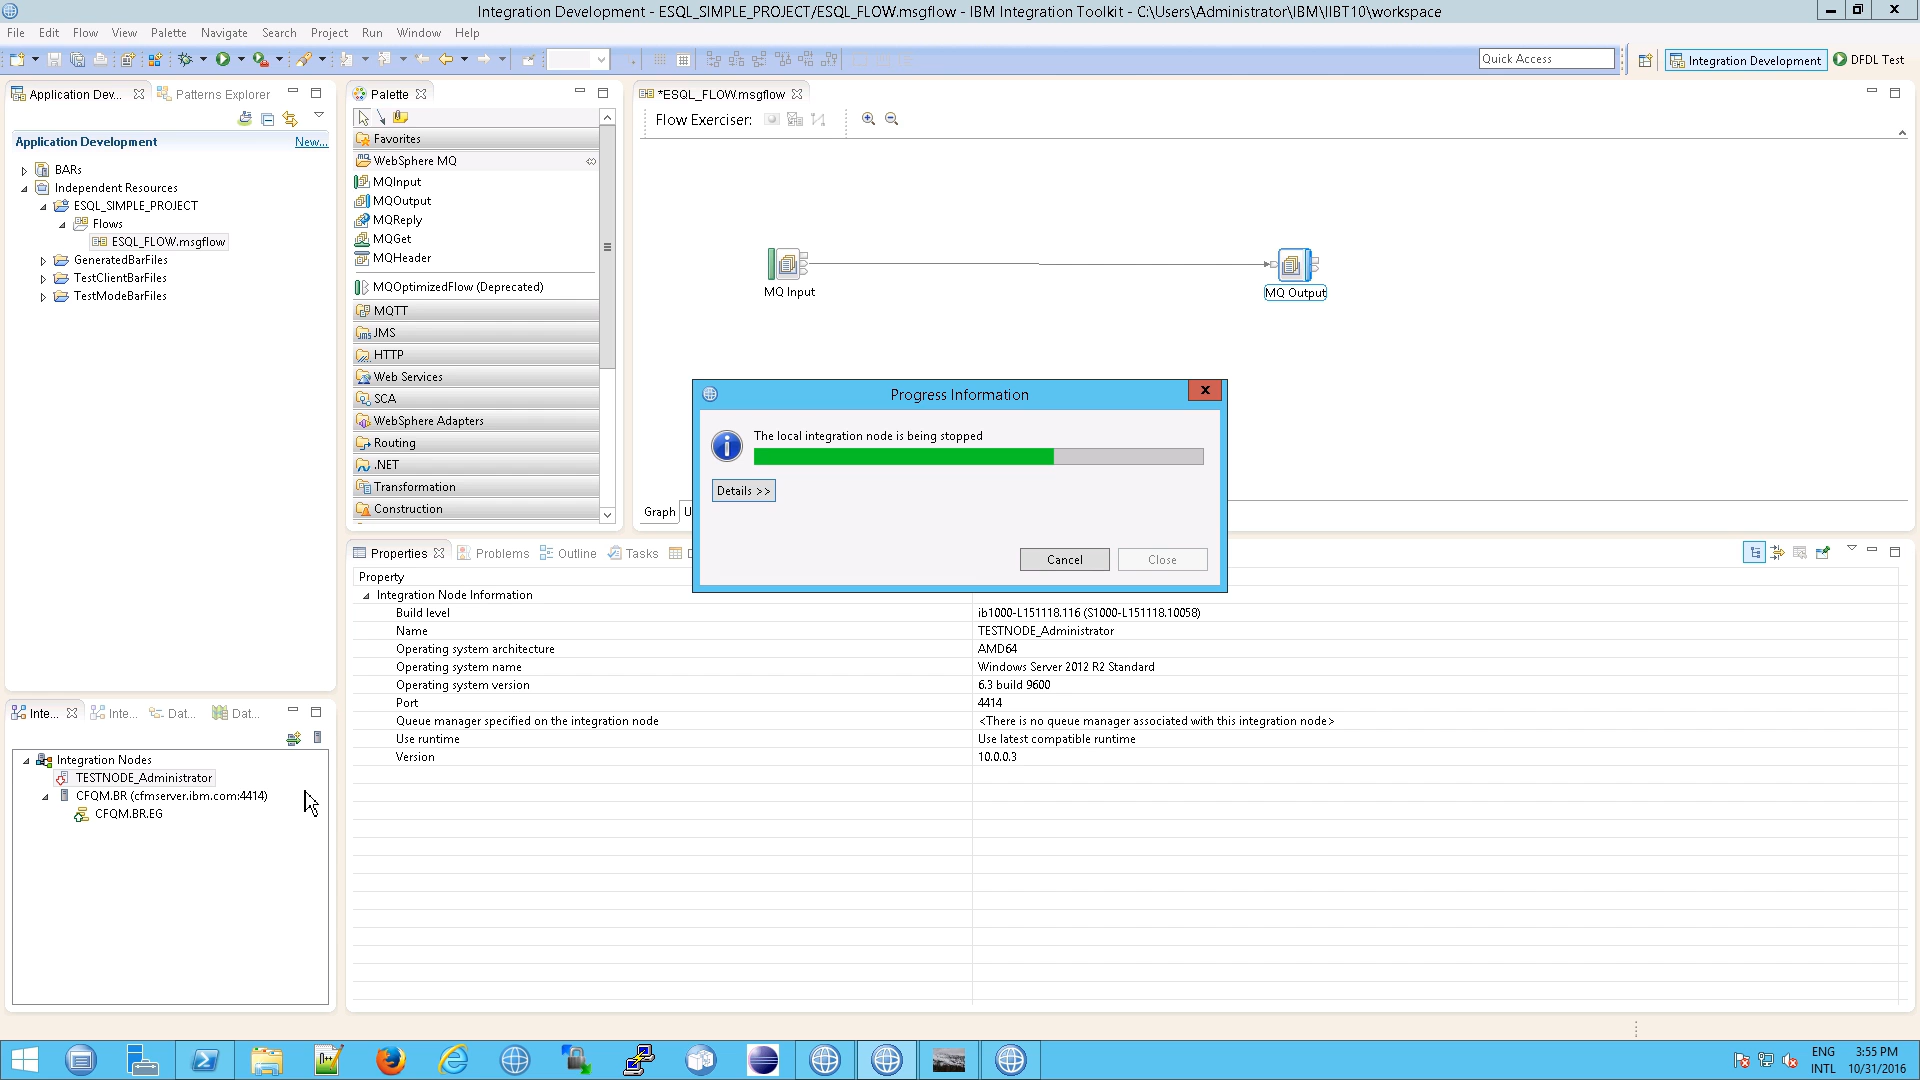 Integration Development - ESQL_SIMPLE_PROJECT/ESQL_FLOW.msgflow - IBM Integration Toolkit - C:\Users\Administrator\IBM\IIBT10\workspace
File Edit Flow View Palette Navigate Search Project Run Window Help
Quick Access
Integration Development
DFDL Test
Application Dev...
Patterns Explorer
Application Development
New...
BARs
Independent Resources
ESQL_SIMPLE_PROJECT
Flows
ESQL_FLOW.msgflow
GeneratedBarFiles
TestClientBarFiles
TestModeBarFiles
Palette
Favorites
WebSphere MQ
MQInput
MQOutput
MQReply
MQGet
MQHeader
MQOptimizedFlow (Deprecated)
MQTT
JMS
HTTP
Web Services
SCA
WebSphere Adapters
Routing
.NET
Transformation
Construction
*ESQL_FLOW.msgflow
Flow Exerciser:
MQ Input
MQ Output
Graph
U
Progress Information
X
The local integration node is being stopped
Details >>
Cancel
Close
Properties
Problems
Outline
Tasks
D
Property
Integration Node Information
Build level ib1000-L151118.116 (S1000-L151118.10058)
Name TESTNODE_Administrator
Operating system architecture AMD64
Operating system name Windows Server 2012 R2 Standard
Operating system version 6.3 build 9600
Port 4414
Queue manager specified on the integration node <There is no queue manager associated with this integration node>
Use runtime Use latest compatible runtime
Version 10.0.0.3
Inte...
Inte...
Dat...
Dat...
Integration Nodes
TESTNODE_Administrator
CFQM.BR (cfmserver.ibm.com:4414)
CFQM.BR.EG
ENG
INTL
3:55 PM
10/31/2016